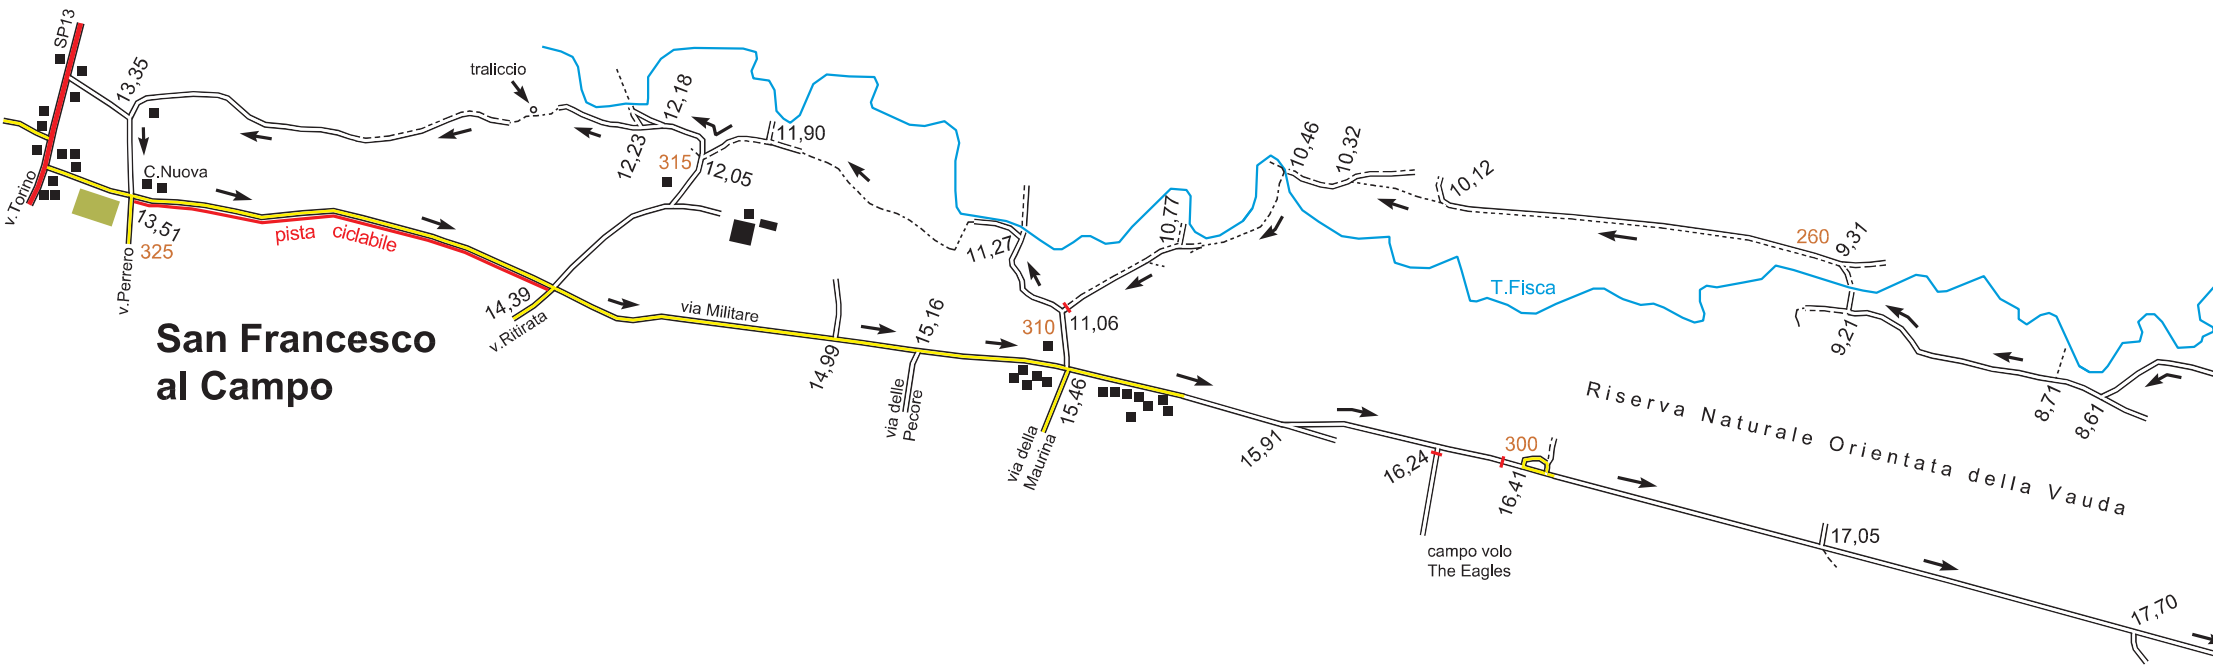 SP13
v.Torino
13,35
C.Nuova
13,51
325
v.Perrero
pista ciclabile
San Francesco
al Campo
traliccio
12,18
12,23
315
12,05
11,90
14,39
v.Ritirata
via Militare
14,99
15,16
via delle
Pecore
11,27
310
11,06
15,46
via della
Maurina
10,77
10,46
10,32
10,12
T.Fisca
260
9,31
9,21
8,71
8,61
Riserva Naturale Orientata della Vauda
15,91
16,24
300
16,41
campo volo
The Eagles
17,05
17,70